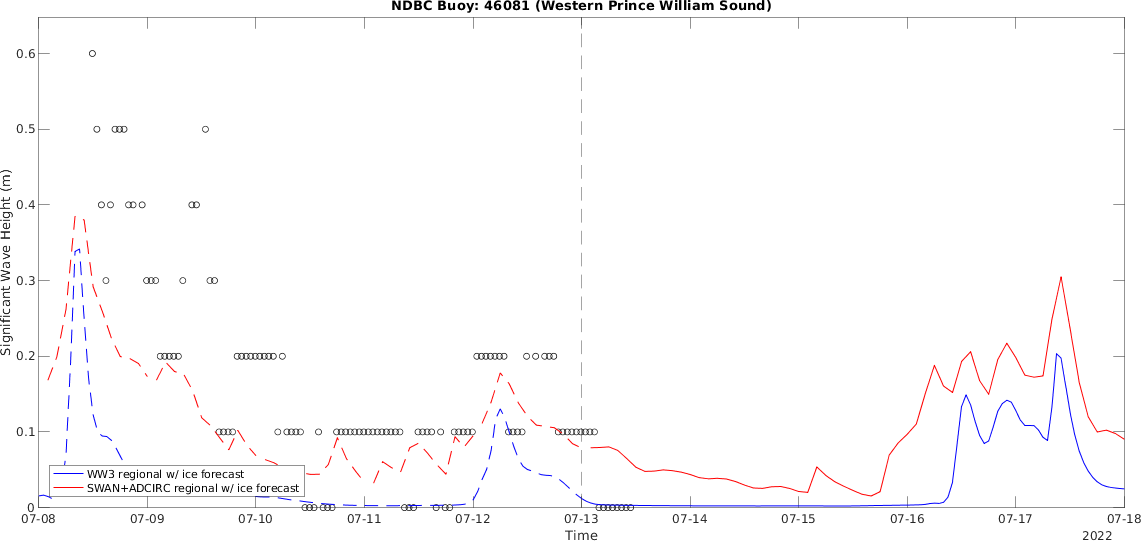 NDBC Buoy: 46081 (Western Prince William Sound)
Significant Wave Height (m)
0.6
0.5
0.4
0.3
0.2
0.1
0
WW3 regional w/ ice forecast
SWAN+ADCIRC regional w/ ice forecast
07-08 07-09 07-10 07-11 07-12 07-13 07-14 07-15 07-16 07-17 07-18
Time
2022